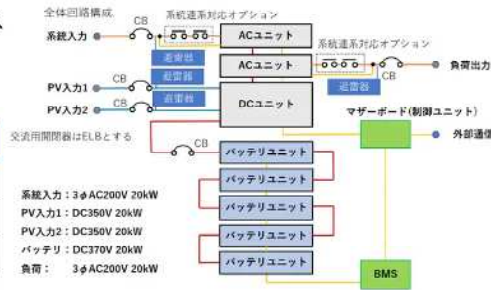 全体回路構成
CB
系統連系対応オプション
系統入力
ACユニット
避雷器
系統連系対応オプション
ACユニット
CB
負荷出力
避雷器
CB
避雷器
PV入力1
CB
避雷器
PV入力2
DCユニット
マザーボード(制御ユニット)
交流用開閉器はELBとする
CB
外部通信
バッテリユニット
バッテリユニット
バッテリユニット
バッテリユニット
バッテリユニット
系統入力：3φAC200V 20kW
PV入力1：DC350V 20kW
PV入力2：DC350V 20kW
バッテリ：DC370V 20kW
負荷： 3φAC200V 20kW
BMS